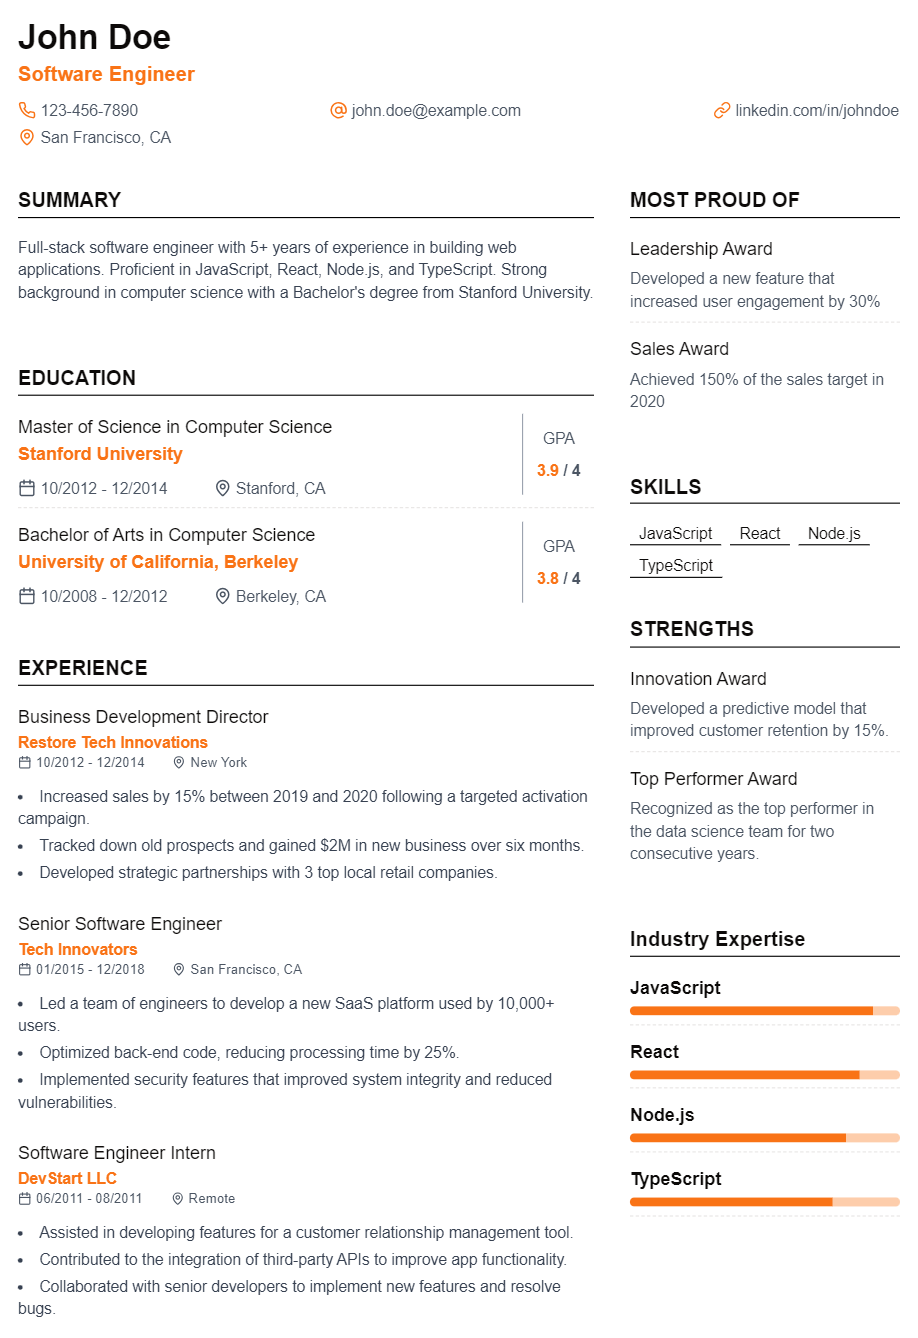 John Doe
Software Engineer
123-456-7890 john.doe@example.com linkedin.com/in/johndoe
San Francisco, CA
SUMMARY
Full-stack software engineer with 5+ years of experience in building web
applications. Proficient in JavaScript, React, Node.js, and TypeScript. Strong
background in computer science with a Bachelor's degree from Stanford University.
EDUCATION
Master of Science in Computer Science
Stanford University
10/2012 - 12/2014 Stanford, CA
GPA
3.9 / 4
Bachelor of Arts in Computer Science
University of California, Berkeley
10/2008 - 12/2012 Berkeley, CA
GPA
3.8 / 4
EXPERIENCE
Business Development Director
Restore Tech Innovations
10/2012 - 12/2014 New York
• Increased sales by 15% between 2019 and 2020 following a targeted activation
campaign.
• Tracked down old prospects and gained $2M in new business over six months.
• Developed strategic partnerships with 3 top local retail companies.
Senior Software Engineer
Tech Innovators
01/2015 - 12/2018 San Francisco, CA
• Led a team of engineers to develop a new SaaS platform used by 10,000+
users.
• Optimized back-end code, reducing processing time by 25%.
• Implemented security features that improved system integrity and reduced
vulnerabilities.
Software Engineer Intern
DevStart LLC
06/2011 - 08/2011 Remote
• Assisted in developing features for a customer relationship management tool.
• Contributed to the integration of third-party APIs to improve app functionality.
• Collaborated with senior developers to implement new features and resolve
bugs.
MOST PROUD OF
Leadership Award
Developed a new feature that
increased user engagement by 30%
Sales Award
Achieved 150% of the sales target in
2020
SKILLS
JavaScript React Node.js
TypeScript
STRENGTHS
Innovation Award
Developed a predictive model that
improved customer retention by 15%.
Top Performer Award
Recognized as the top performer in
the data science team for two
consecutive years.
Industry Expertise
JavaScript
React
Node.js
TypeScript